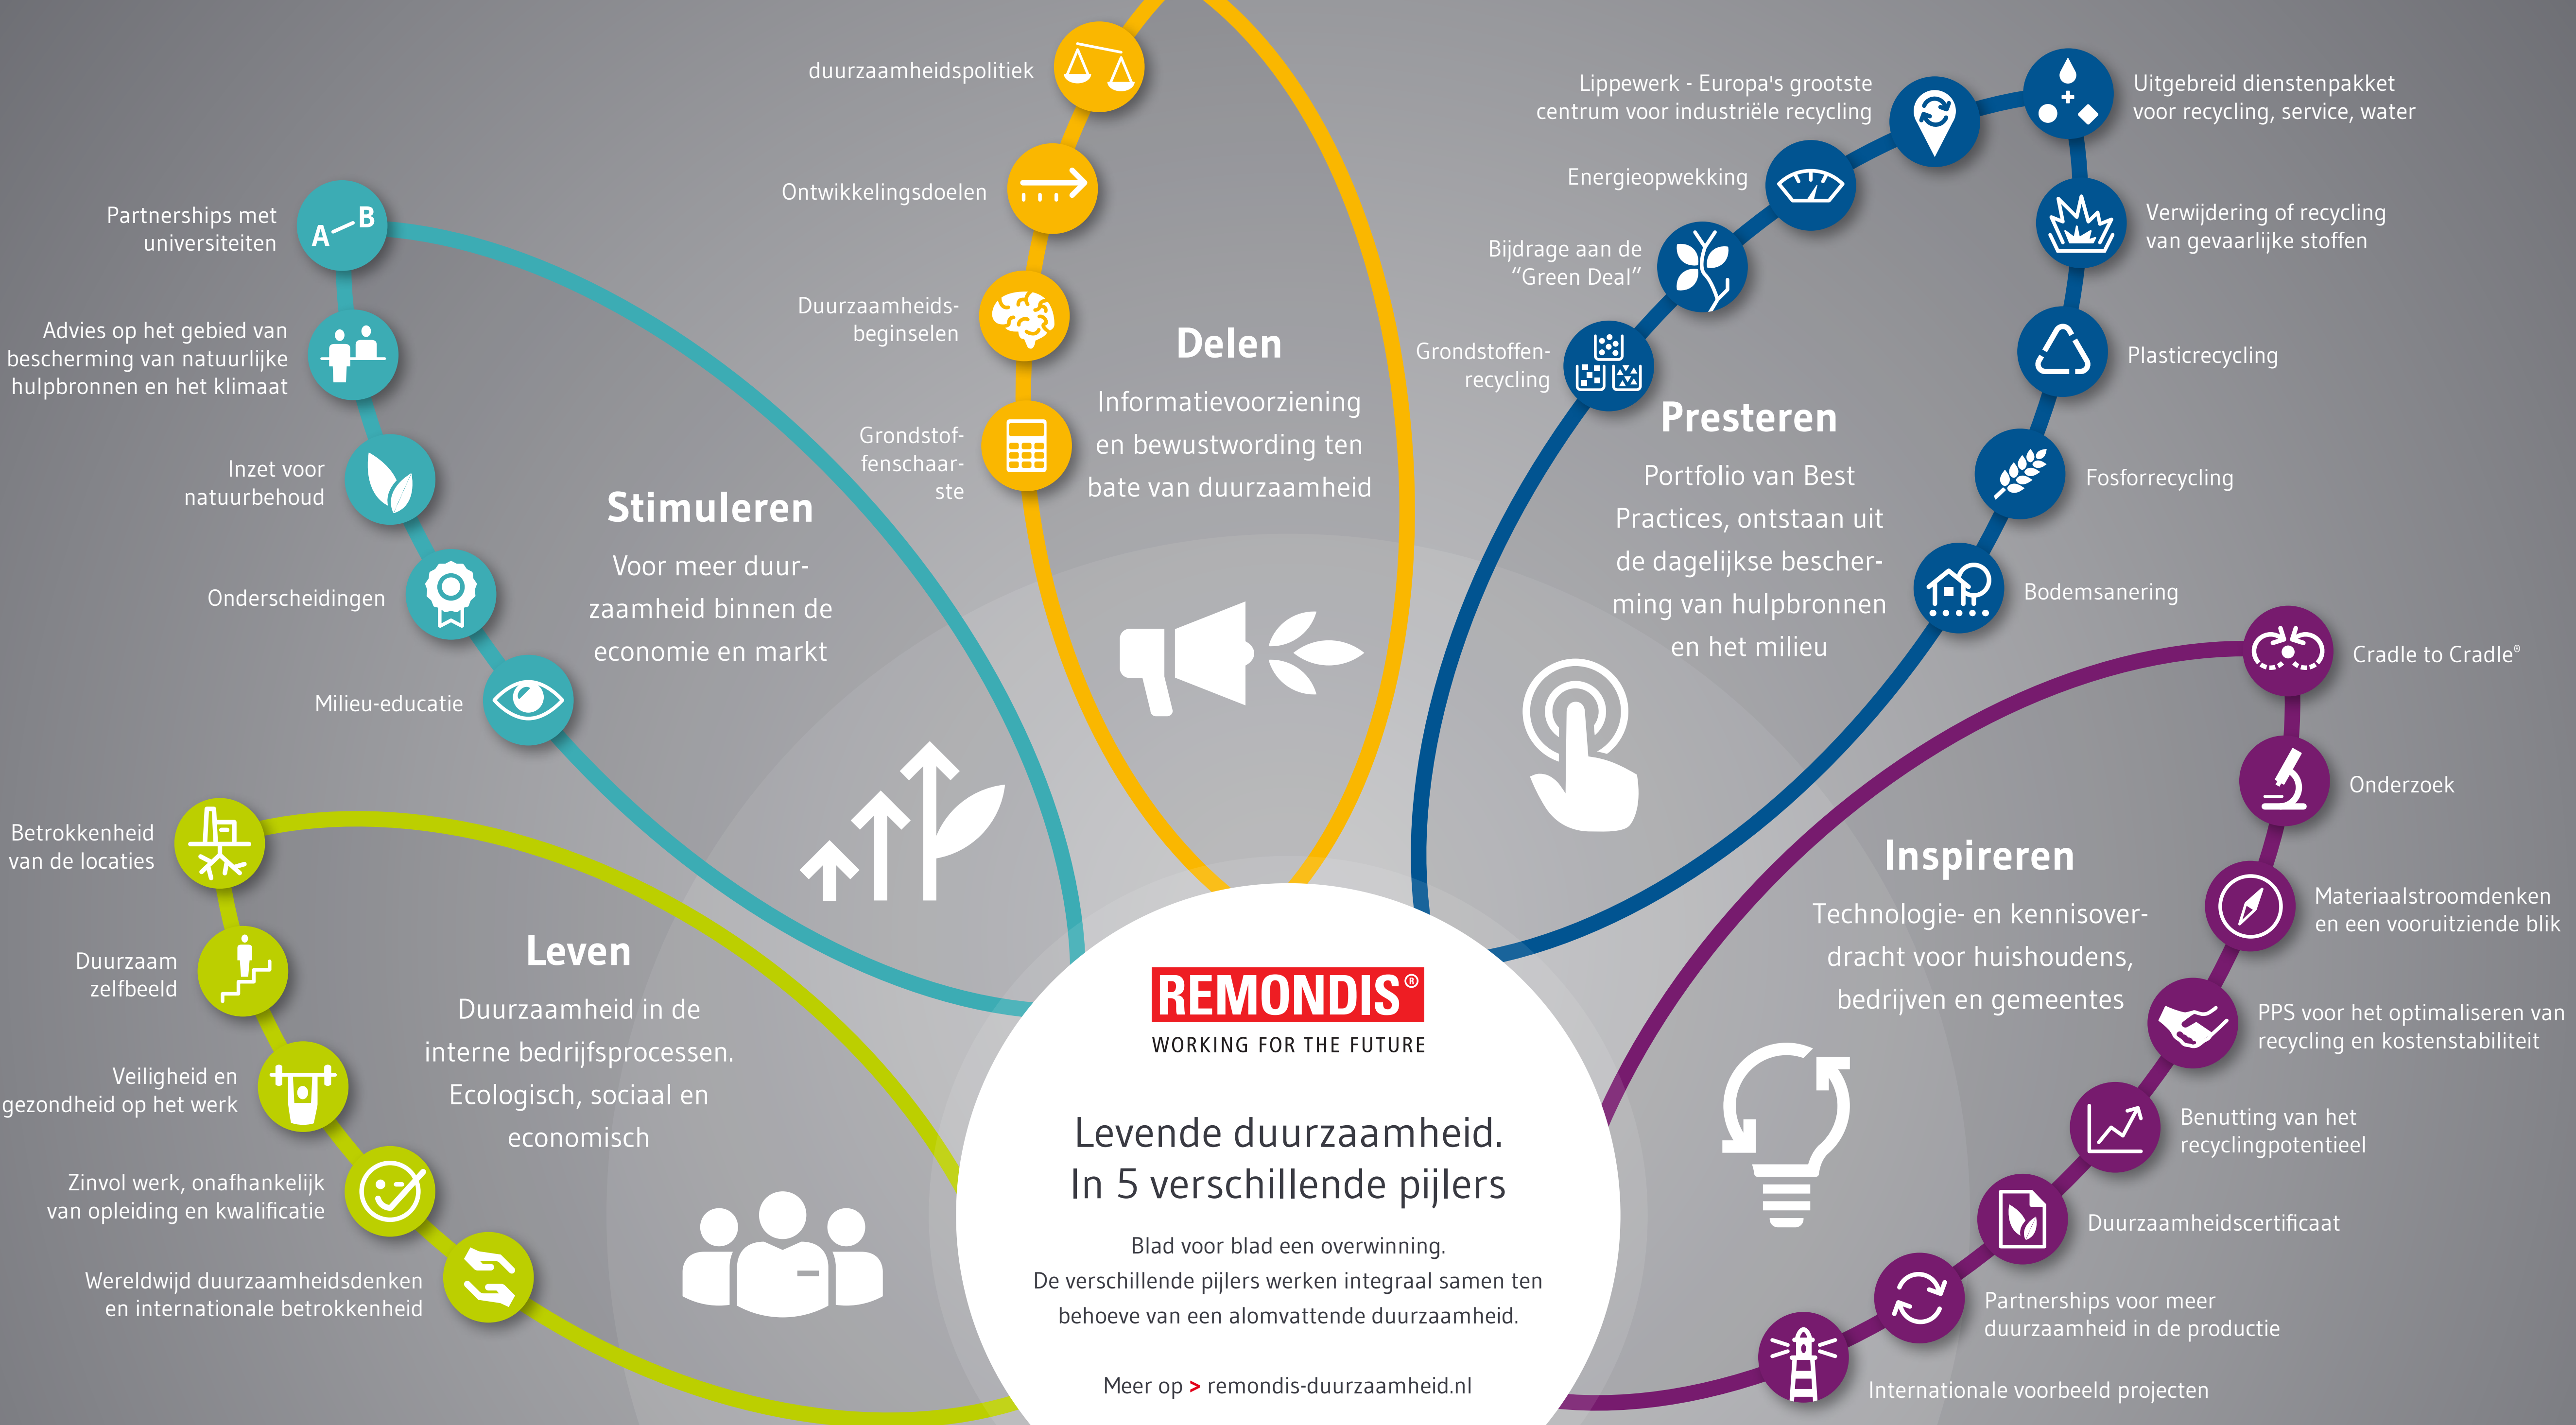 duurzaamheidspolitiek
Ontwikkelingsdoelen
Duurzaamheids-
beginselen
Grondstof-
fenschaar-
ste
Delen
Informatievoorziening
en bewustwording ten
bate van duurzaamheid
Partnerships met
universiteiten
Advies op het gebied van
bescherming van natuurlijke
hulpbronnen en het klimaat
Inzet voor
natuurbehoud
Onderscheidingen
Milieu-educatie
A
B
Stimuleren
Voor meer duur-
zaamheid binnen de
economie en markt
Lippewerk - Europa's grootste
centrum voor industriële recycling
Energieopwekking
Bijdrage aan de
“Green Deal”
Grondstoffen-
recycling
Uitgebreid dienstenpakket
voor recycling, service, water
Verwijdering of recycling
van gevaarlijke stoffen
Plasticrecycling
Fosforrecycling
Bodemsanering
Presteren
Portfolio van Best
Practices, ontstaan uit
de dagelijkse bescher-
ming van hulpbronnen
en het milieu
Betrokkenheid
van de locaties
Duurzaam
zelfbeeld
Veiligheid en
gezondheid op het werk
Zinvol werk, onafhankelijk
van opleiding en kwalificatie
Wereldwijd duurzaamheidsdenken
en internationale betrokkenheid
Leven
Duurzaamheid in de
interne bedrijfsprocessen.
Ecologisch, sociaal en
economisch
Cradle to Cradle®
Onderzoek
Materiaalstroomdenken
en een vooruitziende blik
PPS voor het optimaliseren van
recycling en kostenstabiliteit
Benutting van het
recyclingpotentieel
Duurzaamheidscertificaat
Partnerships voor meer
duurzaamheid in de productie
Internationale voorbeeld projecten
Inspireren
Technologie- en kennisover-
dracht voor huishoudens,
bedrijven en gemeentes
REMONDIS®
WORKING FOR THE FUTURE
Levende duurzaamheid.
In 5 verschillende pijlers
Blad voor blad een overwinning.
De verschillende pijlers werken integraal samen ten
behoeve van een alomvattende duurzaamheid.
Meer op > remondis-duurzaamheid.nl